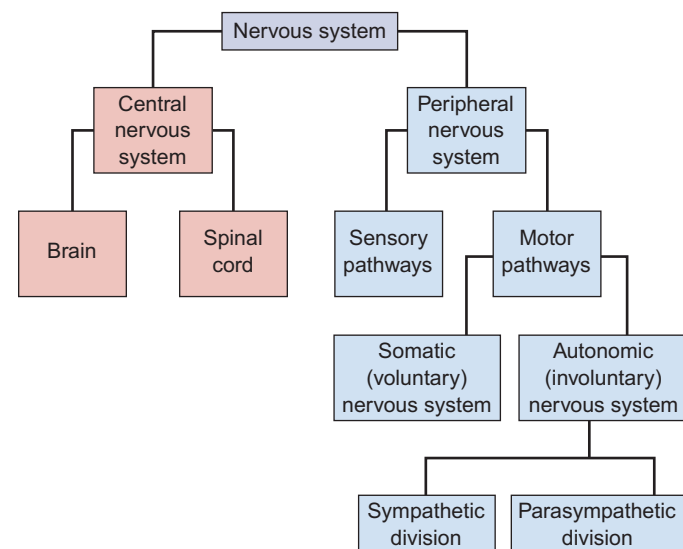 Nervous system
Central
nervous
system
Peripheral
nervous
system
Brain
Spinal
cord
Sensory
pathways
Motor
pathways
Somatic
(voluntary)
nervous system
Autonomic
(involuntary)
nervous system
Sympathetic
division
Parasympathetic
division